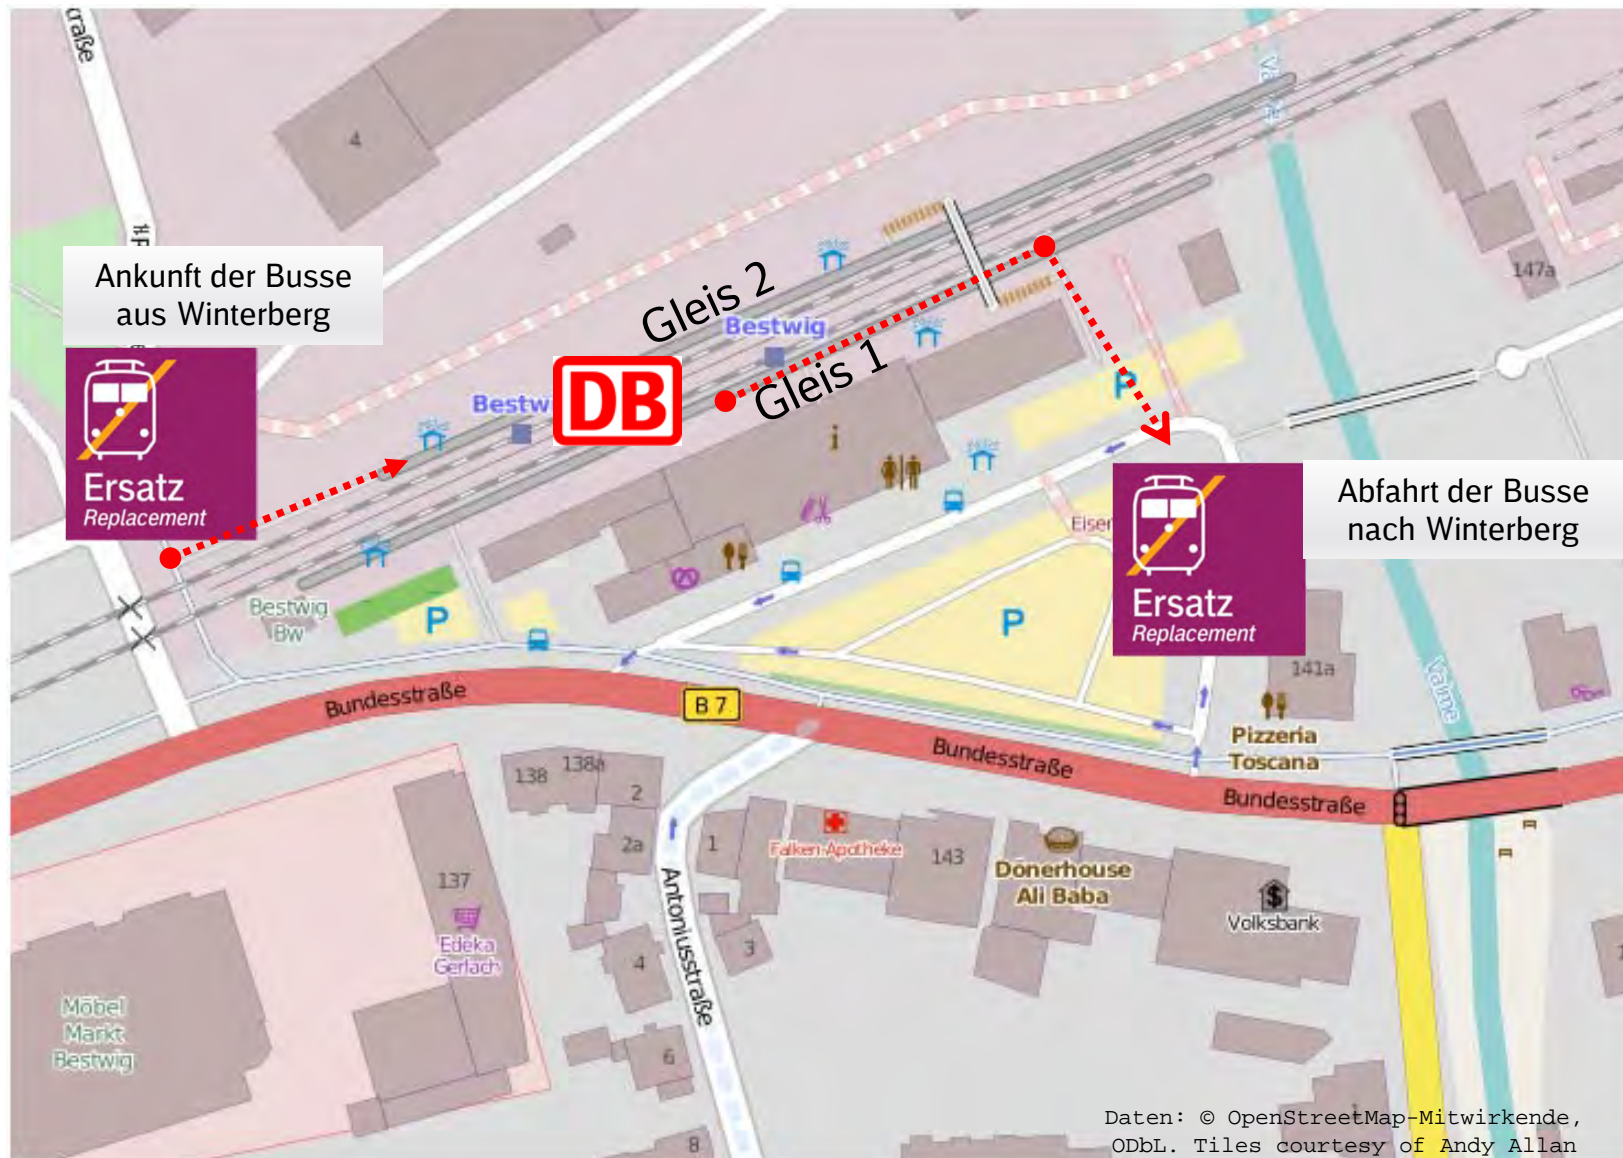 raße
4
Ankunft der Busse
aus Winterberg
Ersatz
Replacement
Gleis 2
Bestwig
Gleis 1
DB
147a
P
i
Abfahrt der Busse
nach Winterberg
Ersatz
Replacement
Bestwig
Bw
P
P
Bundesstraße
B 7
Bundesstraße
Bundesstraße
141a
Pizzeria
Toscana
138
138a
2
2a
1
137
Edeka
Gerlach
Falken-Apotheke
143
Dönerhouse
Ali Baba
Volksbank
Antoniusstraße
3
4
6
8
Möbel
Markt
Bestwig
Daten: © OpenStreetMap-Mitwirkende,
ODbL. Tiles courtesy of Andy Allan